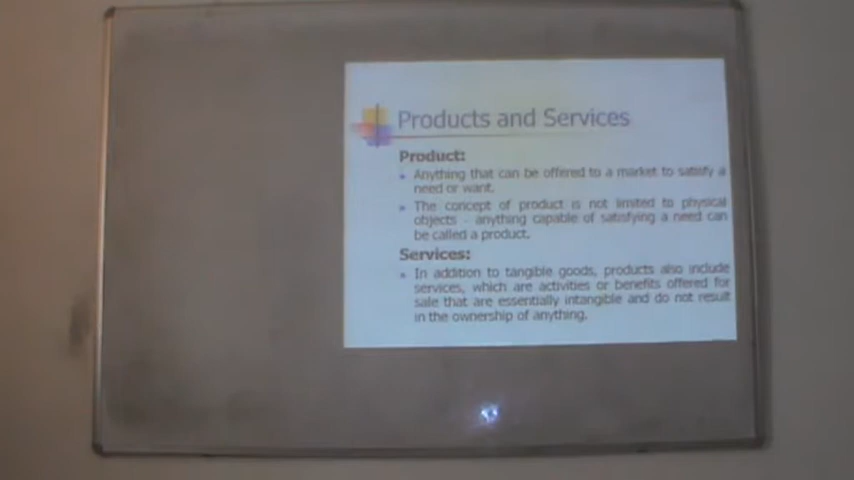 Products and Services
Product:
Anything that can be offered to a market to satisfy a
need or want.
The concept of product is not limited to physical
objects - anything capable of satisfying a need can
be called a product.
Services:
In addition to tangible goods, products also include
services, which are activities or benefits offered for
sale that are essentially intangible and do not result
in the ownership of anything.